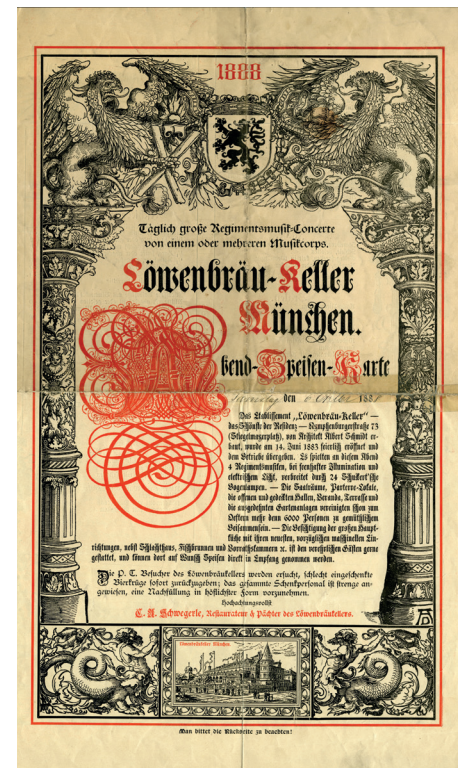 1888
Täglich große Regimentsmusik-Concerte
von einem oder mehreren Musikcorps.
Löwenbräu-Keller
München.
Abend-Speisen-Karte
den
Das Etablissement „Löwenbräu-Keller“ —
das Schönste der Residenz — Nymphenburgerstraße 73
(Stieglmayerplatz), von Architekt Albert Schmidt er-
baut, wurde am 14. Juni 1883 feierlich eröffnet und
dem Betriebe übergeben. Es spielten an diesem Abend
4 Regimentsmusiken, bei feenhafter Illumination und
elektrischem Licht, verbreitet durch 24 Schuckert'sche
Bogenlampen. — Die Saalräume, Parterre-Lokale,
die offenen und gedeckten Hallen, Veranda, Terrasse und
die ausgedehnten Gartenanlagen vereinigten schon zum
Oeftern mehr denn 6000 Personen zu gemüthlichem
Beisammensein. — Die Besichtigung der großen Haupt-
küche mit ihren neuesten, vorzüglichen maschinellen Ein-
richtungen, nebst Schlachthaus, Fischbrunnen und Vorrathskammern ꝛc. ist den verehrlichen Gästen gerne
gestattet, und können dort auf Wunsch Speisen direkt in Empfang genommen werden.
Die P. T. Besucher des Löwenbräukellers werden ersucht, schlecht eingeschenkte
Bierkrüge sofort zurückzugeben; das gesammte Schenkpersonal ist strenge an-
gewiesen, eine Nachfüllung in höflichster Form vorzunehmen.
Hochachtungsvollst
C. A. Schwegerle, Restaurateur & Pächter des Löwenbräukellers.
Löwenbräukeller München
Man bittet die Rückseite zu beachten!